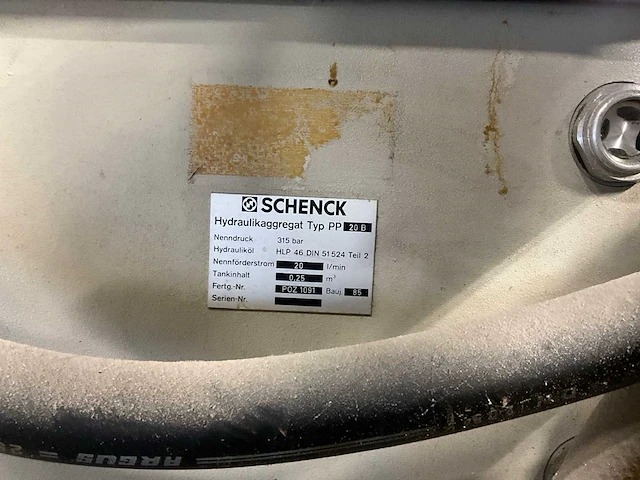 SCHENCK
Hydraulikaggregat Typ PP 20 B
Nenndruck 315 bar
Hydrauliköl HLP 46 DIN 51524 Teil 2
Nennförderstrom 20 l/min
Tankinhalt 0,25 m³
Fertg.-Nr. POZ 1091 Bauj. 85
Serien-Nr.
ARGUS